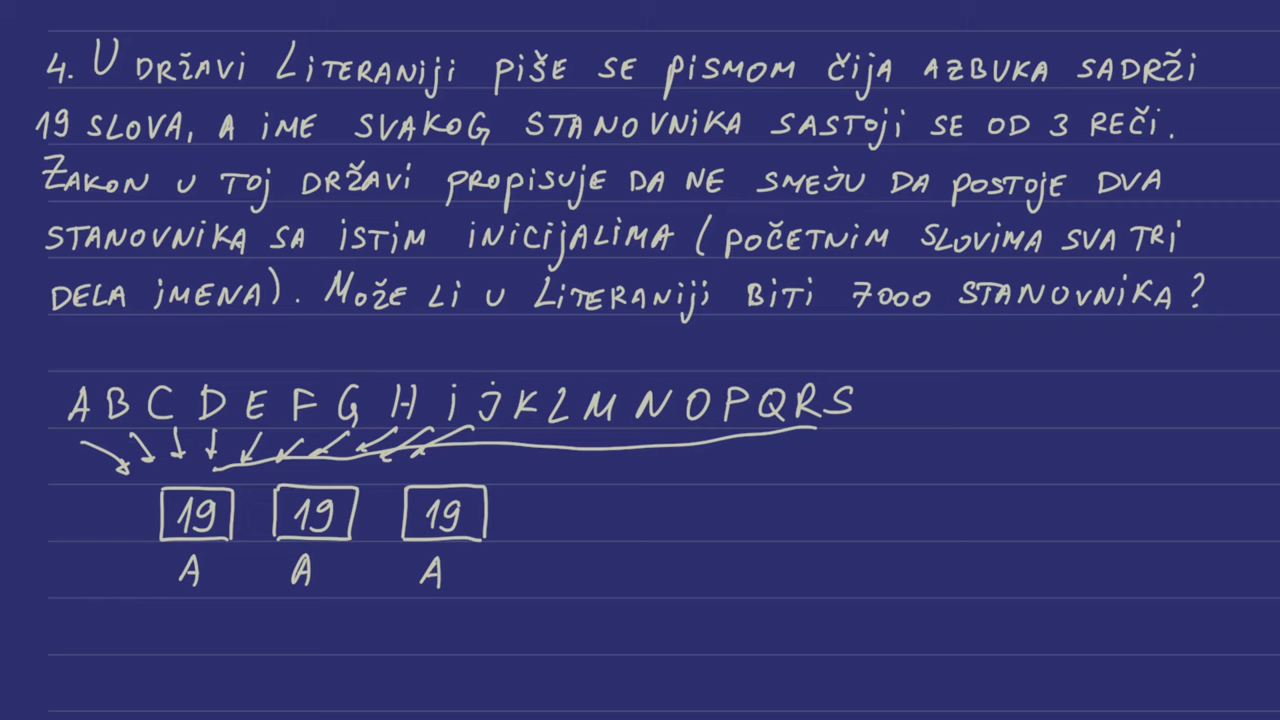 4. U DRŽAVI LITERANIJI PIŠE SE PISMOM ČIJA AZBUKA SADRŽI
19 SLOVA, A IME SVAKOG STANOVNIKA SASTOJI SE OD 3 REČI.
ZAKON U TOJ DRŽAVI PROPISUJE DA NE SMEJU DA POSTOJE DVA
STANOVNIKA SA ISTIM INICIJALIMA (POČETNIM SLOVIMA SVA TRI
DELA IMENA). MOŽE LI U LITERANIJI BITI 7000 STANOVNIKA?
A B C D E F G H I J K L M N O P Q R S
19 19 19
A A A